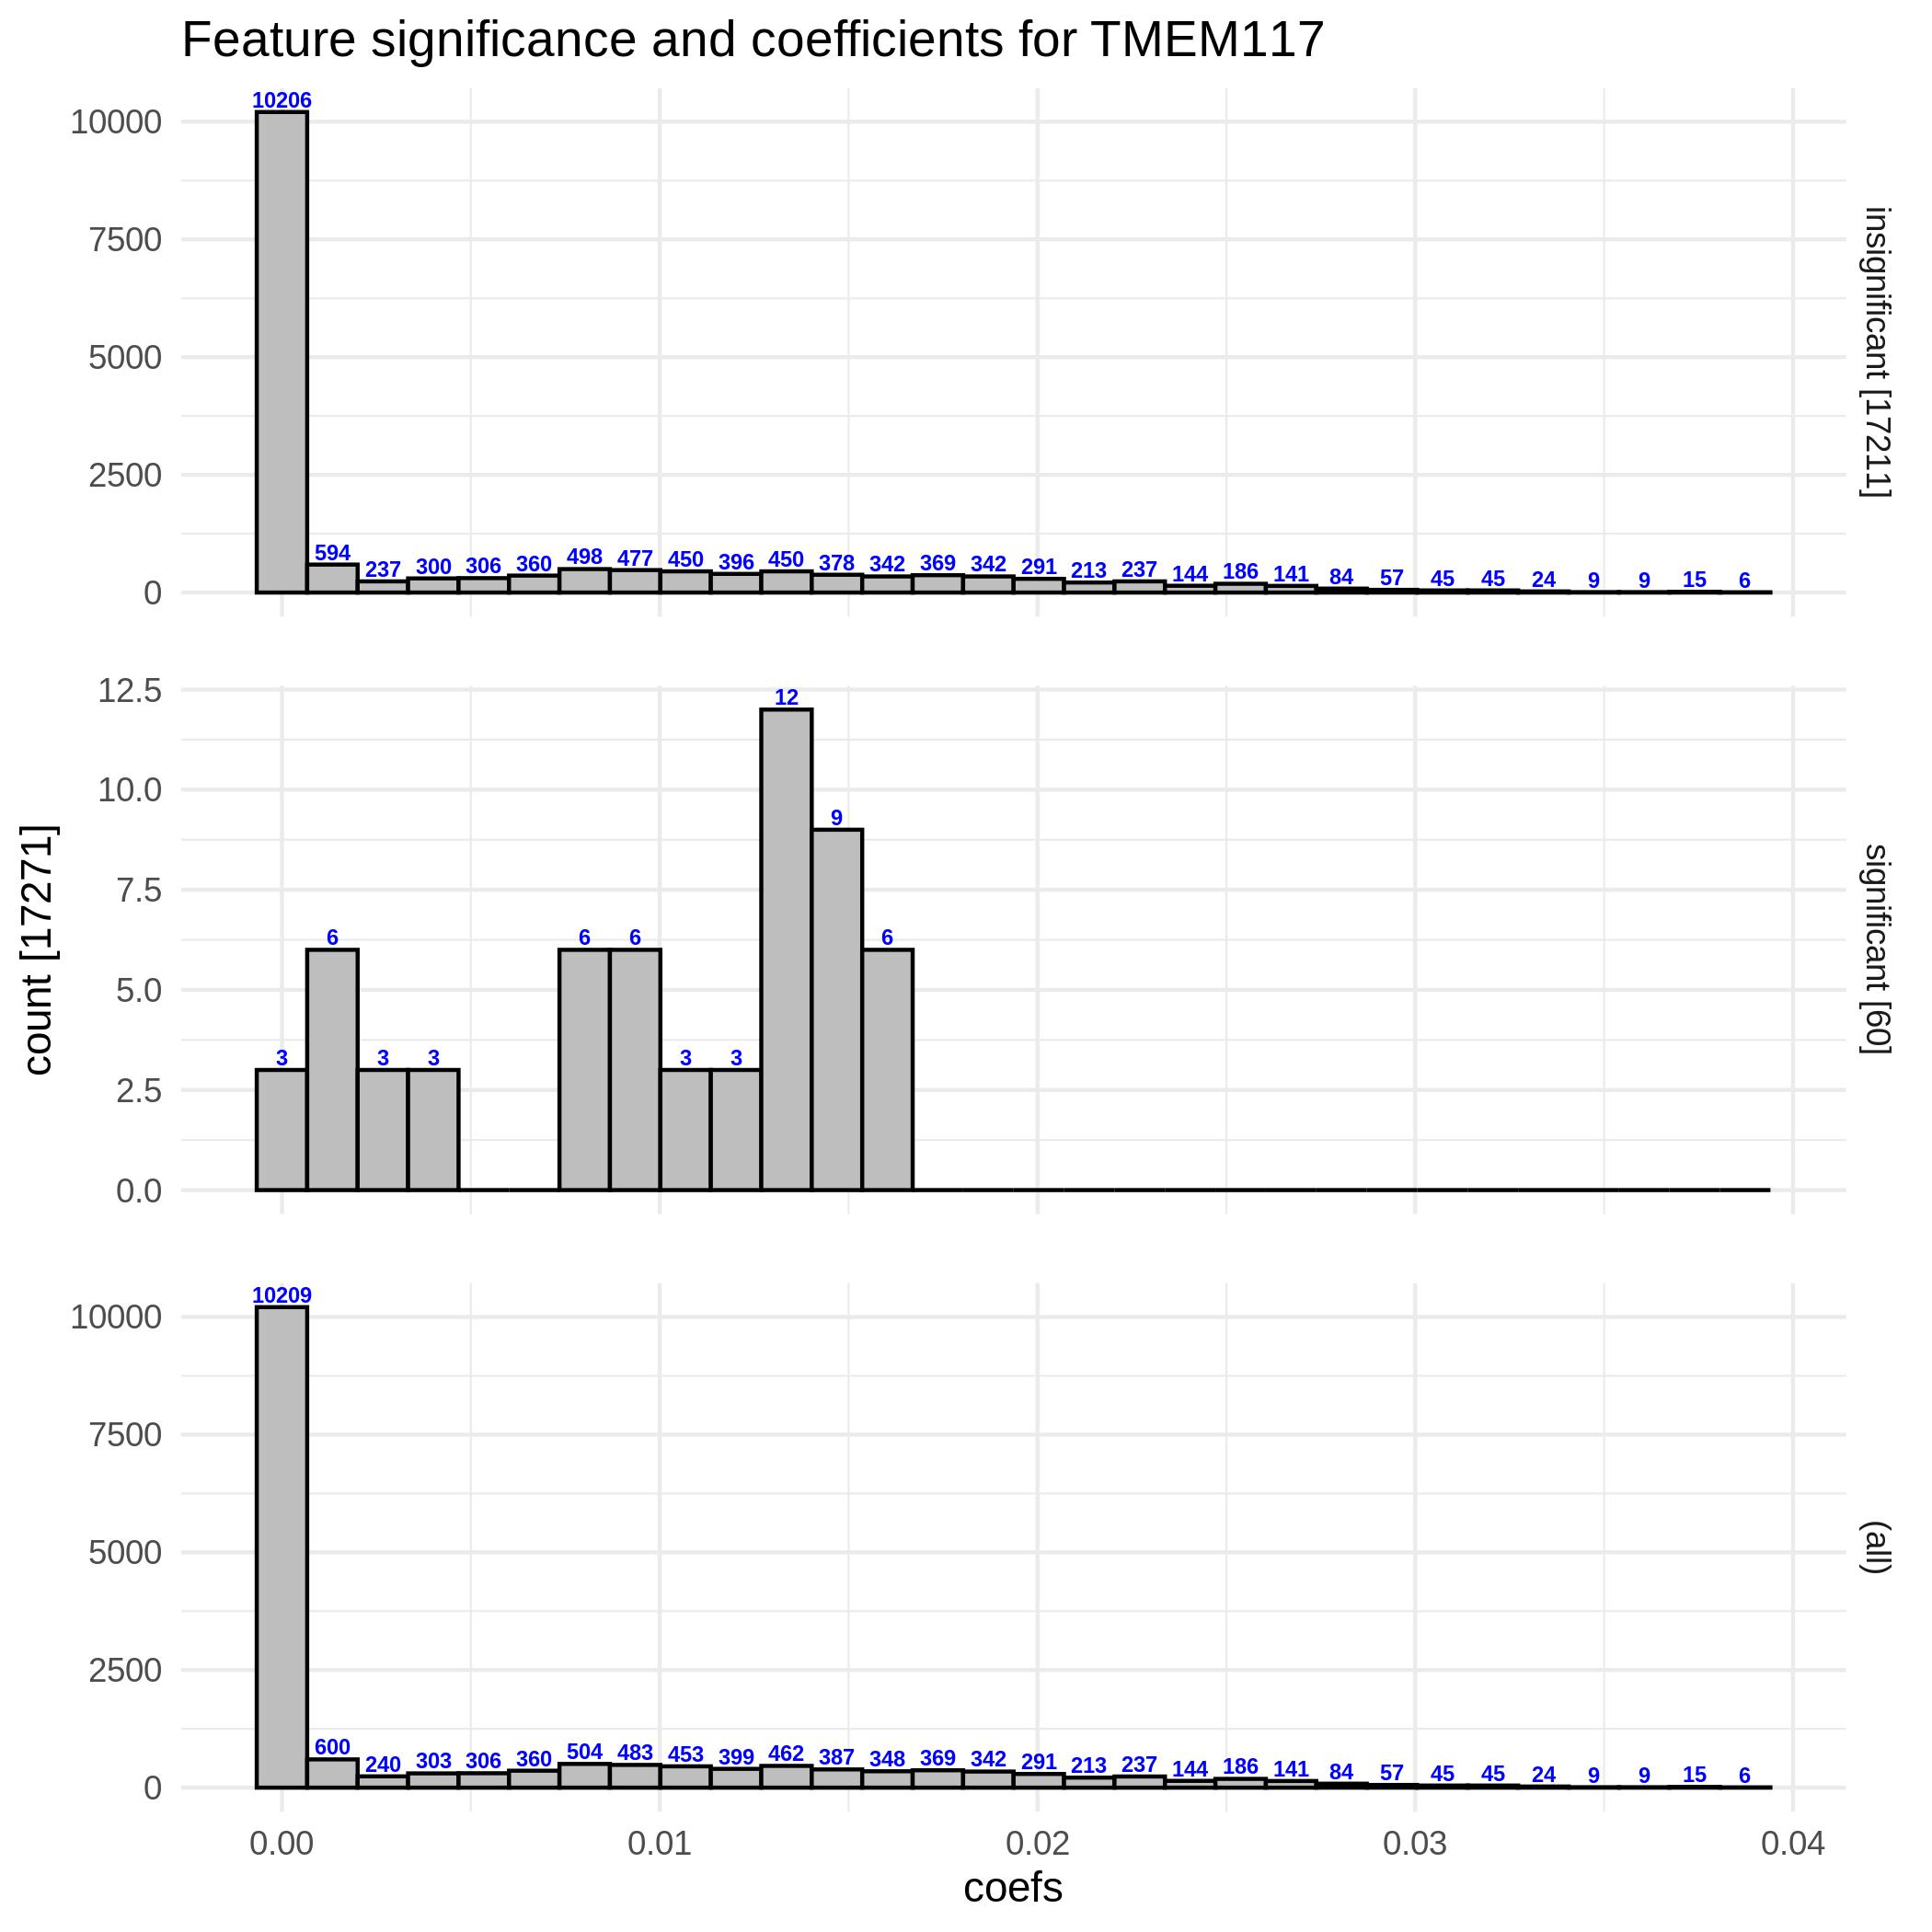 Feature significance and coefficients for TMEM117
10206
10000
7500
5000
2500
0
594 237 300 306 360 498 477 450 396 450 378 342 369 342 291 213 237 144 186 141 84 57 45 45 24 9 9 15 6
insignificant [17211]
count [17271]
12.5
10.0
7.5
5.0
2.5
0.0
3 6 3 3 6 6 3 3 12 9 6
significant [60]
10209
10000
7500
5000
2500
0
600 240 303 306 360 504 483 453 399 462 387 348 369 342 291 213 237 144 186 141 84 57 45 45 24 9 9 15 6
(all)
0.00 0.01 0.02 0.03 0.04
coefs